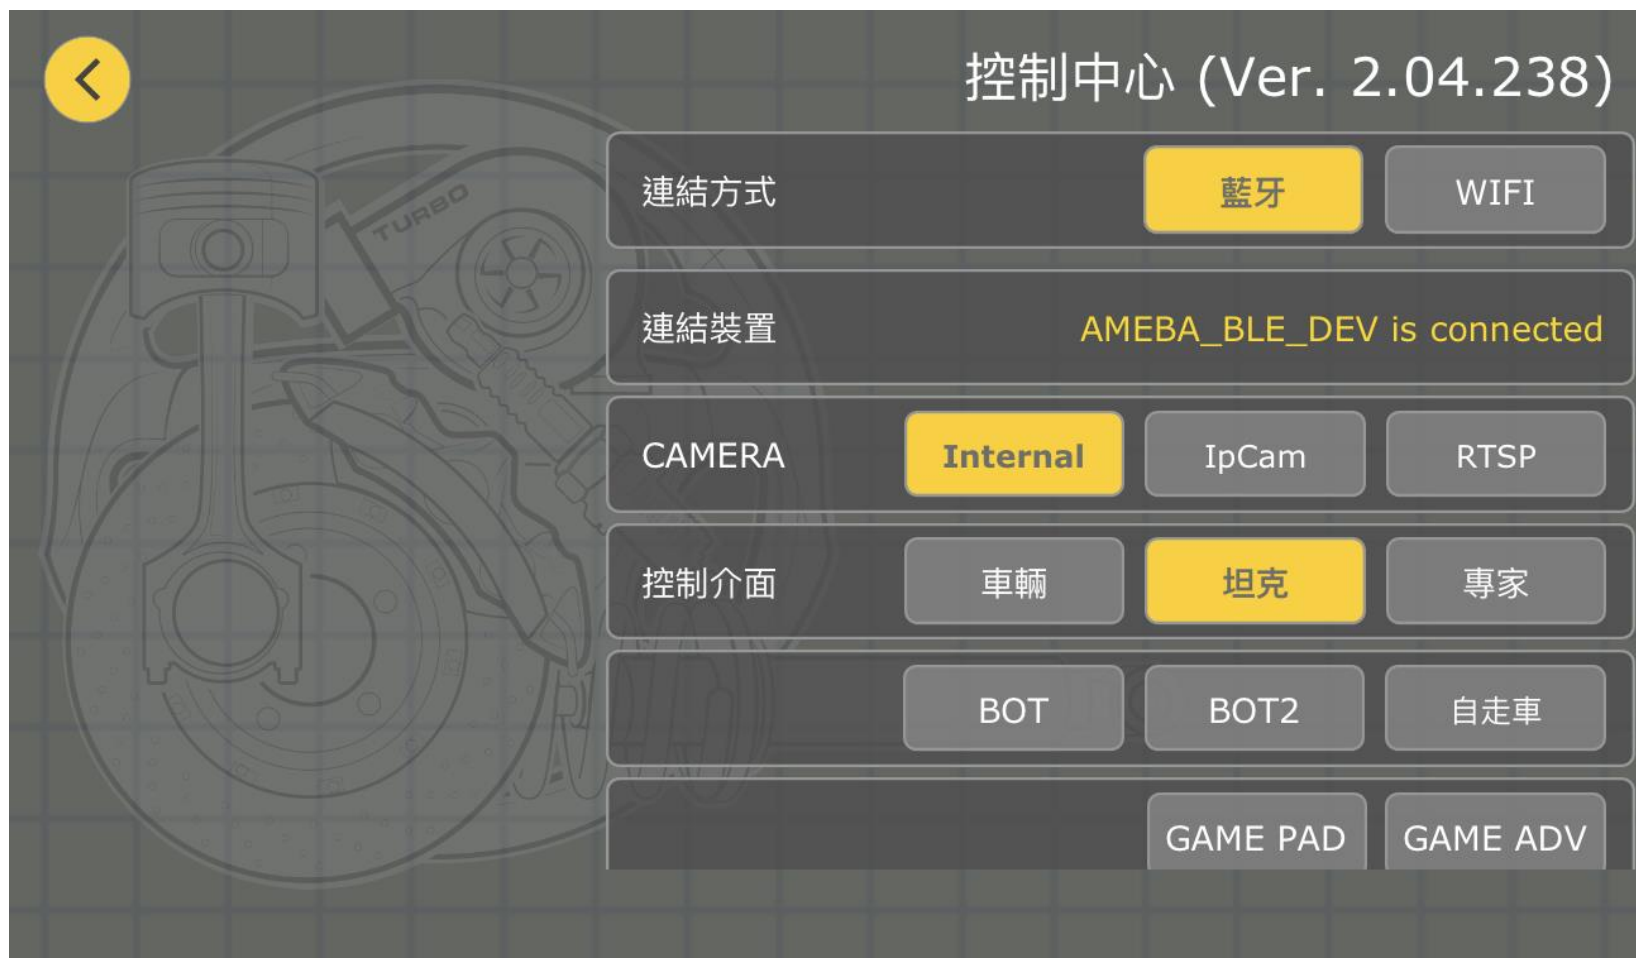 控制中心 (Ver. 2.04.238)
連結方式 藍牙 WIFI
連結裝置 AMEBA_BLE_DEV is connected
CAMERA Internal IpCam RTSP
控制介面 車輛 坦克 專家
BOT BOT2 自走車
GAME PAD GAME ADV
TURBO